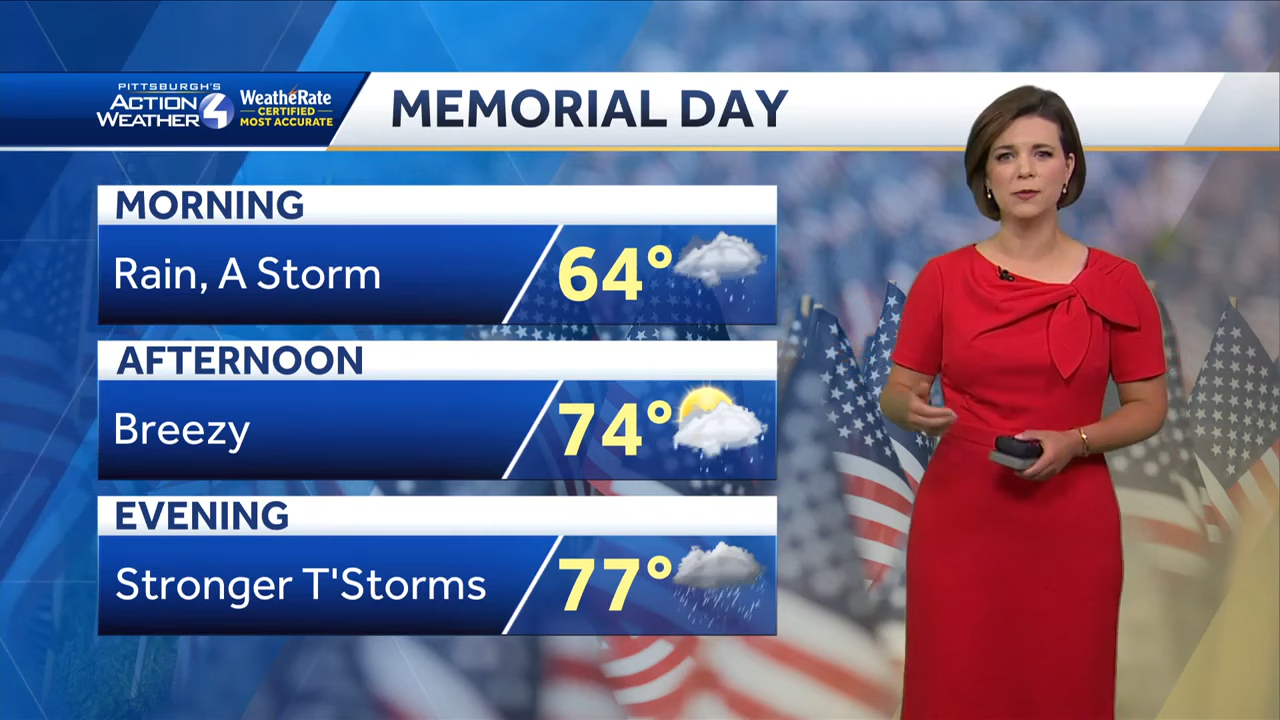 PITTSBURGH'S
ACTION 4
WEATHER
WeatheRate
CERTIFIED
MOST ACCURATE
MEMORIAL DAY
MORNING
Rain, A Storm 64°
AFTERNOON
Breezy 74°
EVENING
Stronger T'Storms 77°